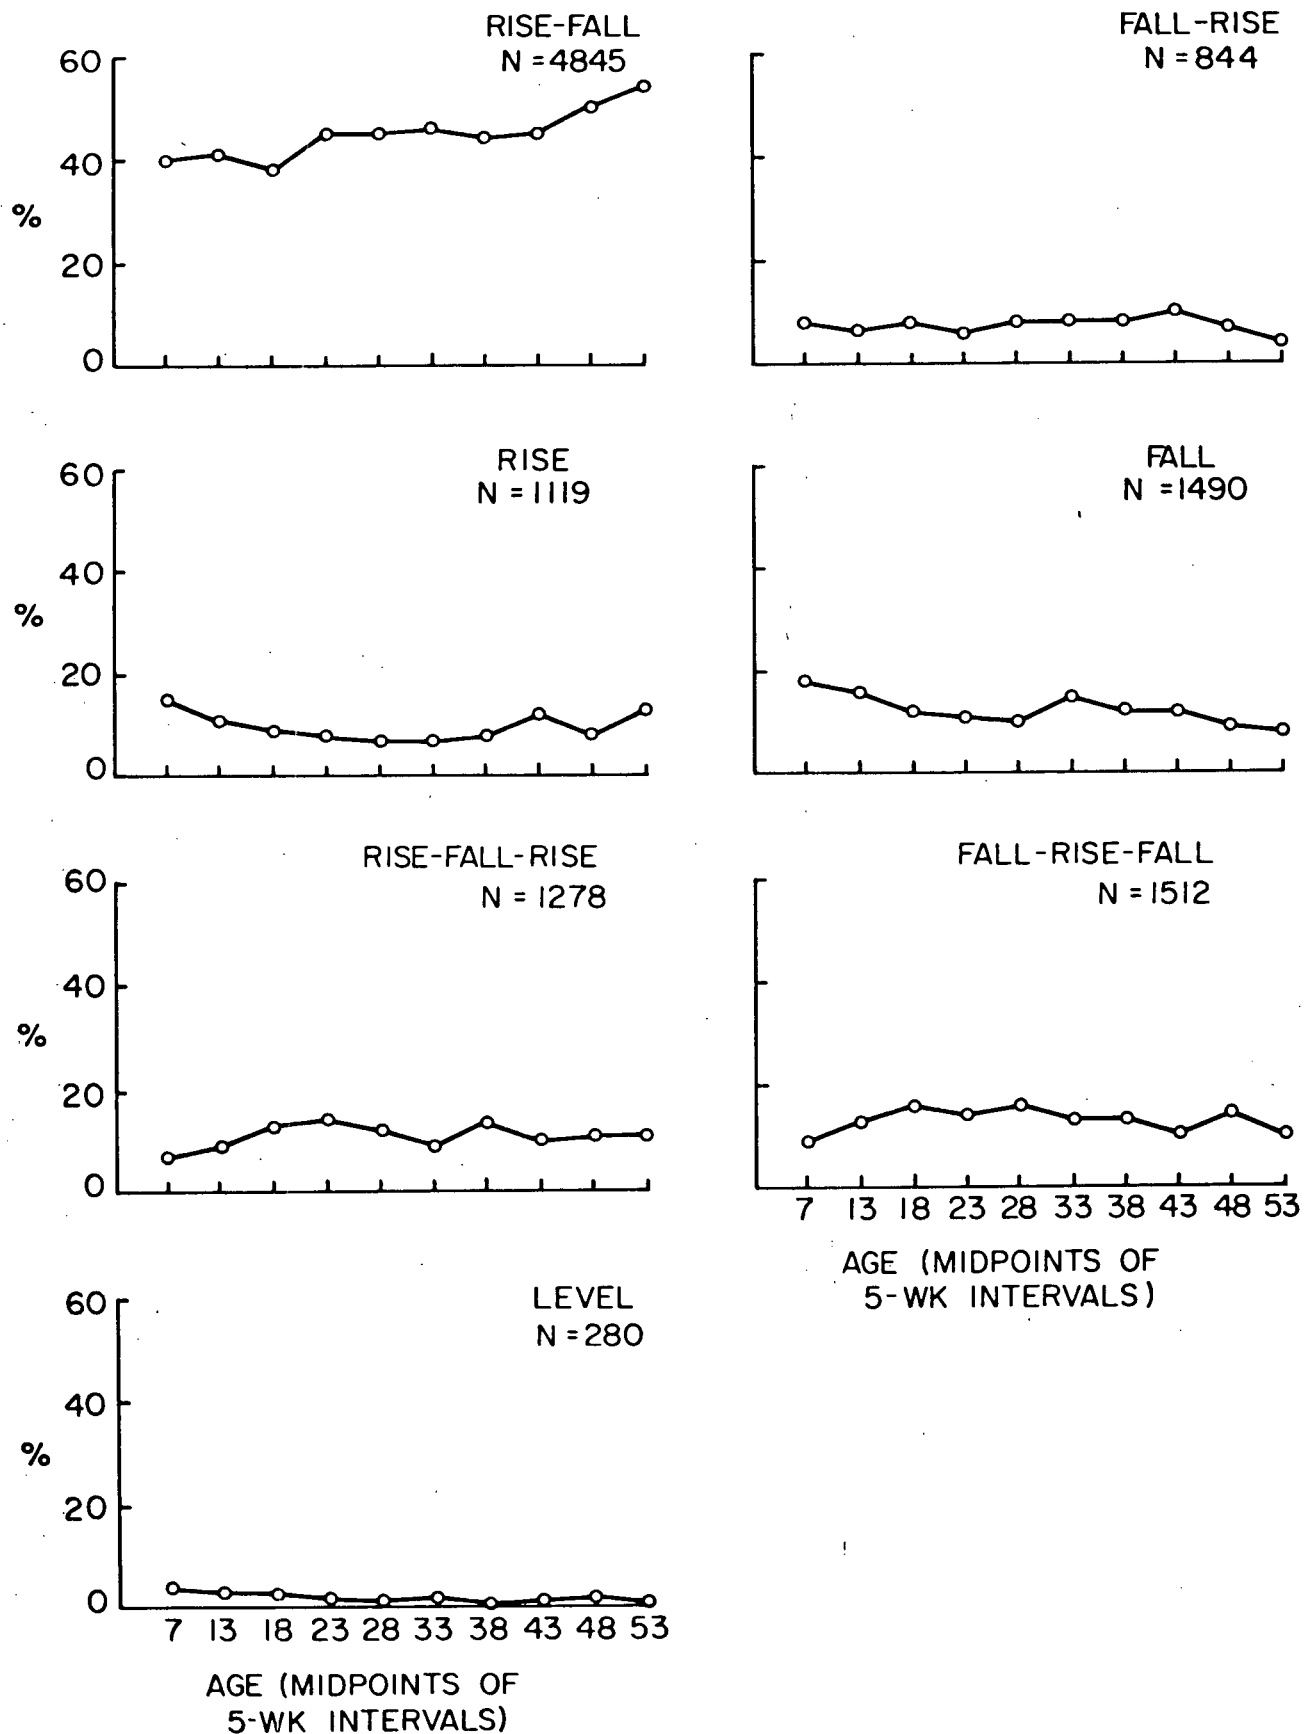 RISE-FALL
N = 4845
60
40
%
20
0
FALL-RISE
N = 844
RISE
N = 1119
60
40
%
20
0
FALL
N = 1490
RISE-FALL-RISE
N = 1278
60
40
%
20
0
FALL-RISE-FALL
N = 1512
7 13 18 23 28 33 38 43 48 53
AGE (MIDPOINTS OF
5-WK INTERVALS)
LEVEL
N = 280
60
40
%
20
0
7 13 18 23 28 33 38 43 48 53
AGE (MIDPOINTS OF
5-WK INTERVALS)